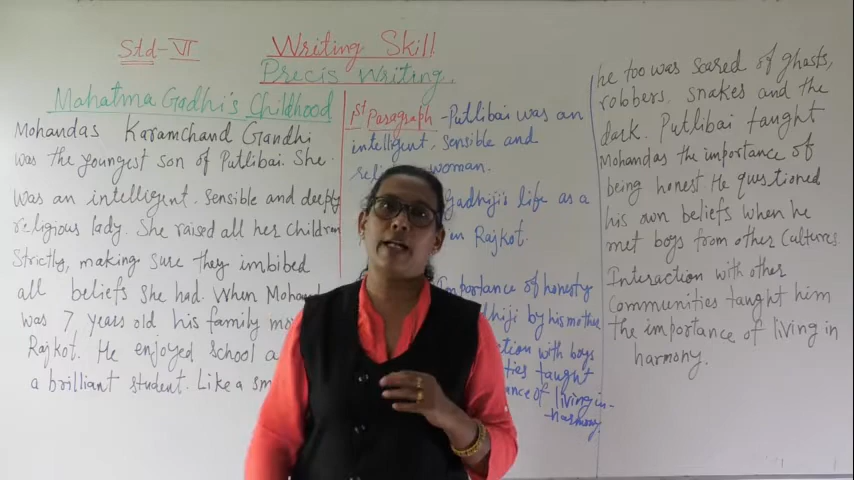 Std-VI
Writing Skill
Precis Writing.
Mahatma Gadhi's Childhood
Mohandas Karamchand Gandhi
was the youngest son of Putlibai. She
was an intelligent. sensible and deeply
religious lady. She raised all her children
Strictly, making sure they imbibed
all beliefs she had. When
was 7 years old his family
Rajkot. He enjoyed school
a brilliant student. Like a
1st Paragraph - Putlibai was an
intelligent, sensible and
woman.
Gadhiji's life as a
in Rajkot.
Importance of honesty
by his mother
with boys
taught
of living in-
-harmony.
he too was scared of ghosts,
robbers, snakes and the
dark. Putlibai taught
Mohandas the importance of
being honest. He questioned
his own beliefs when he
met boys from other Cultures
Interaction with other
Communities taught him
the importance of living in
harmony.